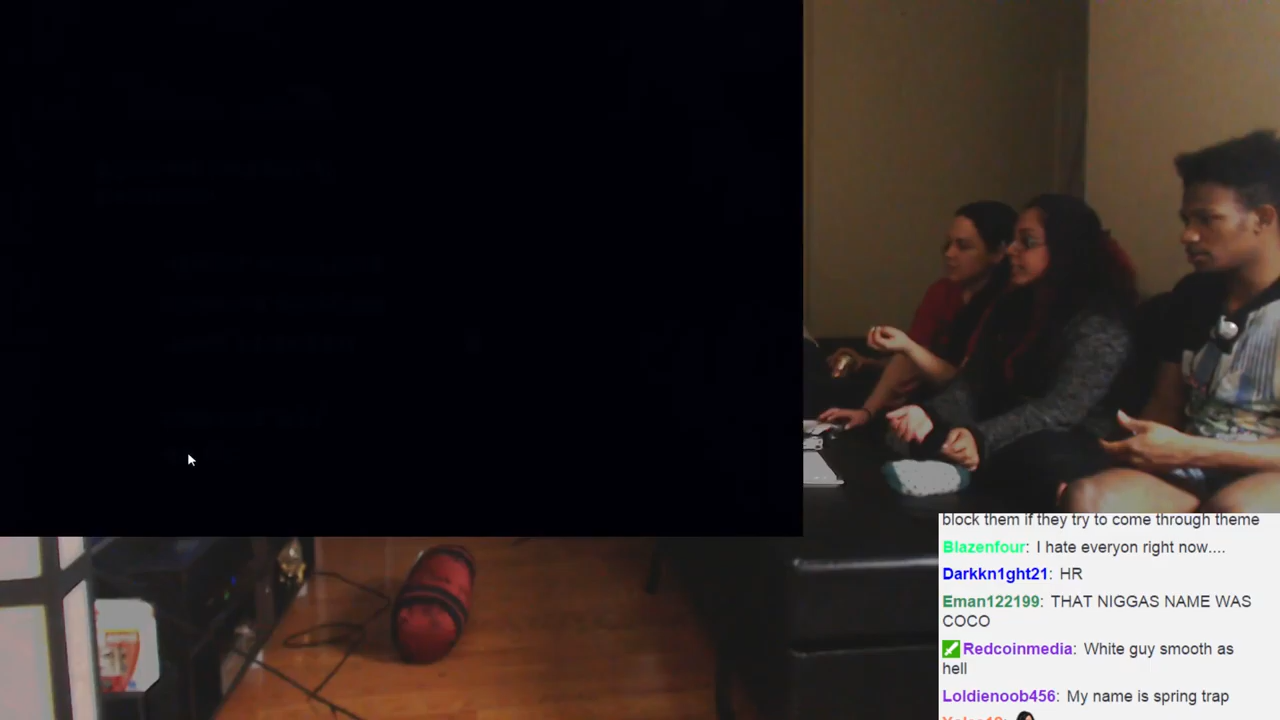 block them if they try to come through theme
Blazenfour: I hate everyon right now....
Darkkn1ght21: HR
Eman122199: THAT NIGGAS NAME WAS
COCO
Redcoinmedia: White guy smooth as
hell
Loldienoob456: My name is spring trap